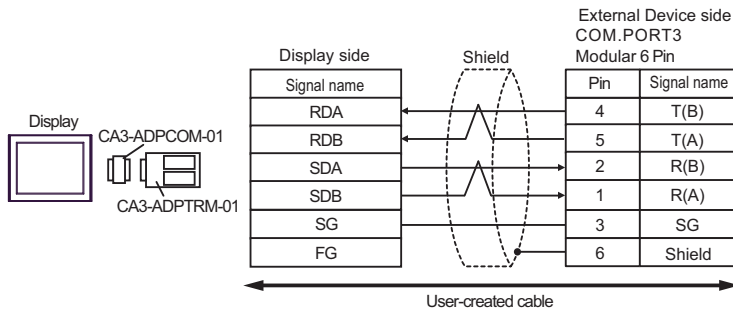 External Device side
COM.PORT3
Display side Shield Modular 6 Pin
Signal name Pin Signal name
RDA 4 T(B)
Display
CA3-ADPCOM-01
RDB 5 T(A)
SDA 2 R(B)
SDB 1 R(A)
CA3-ADPTRM-01
SG 3 SG
FG 6 Shield
User-created cable